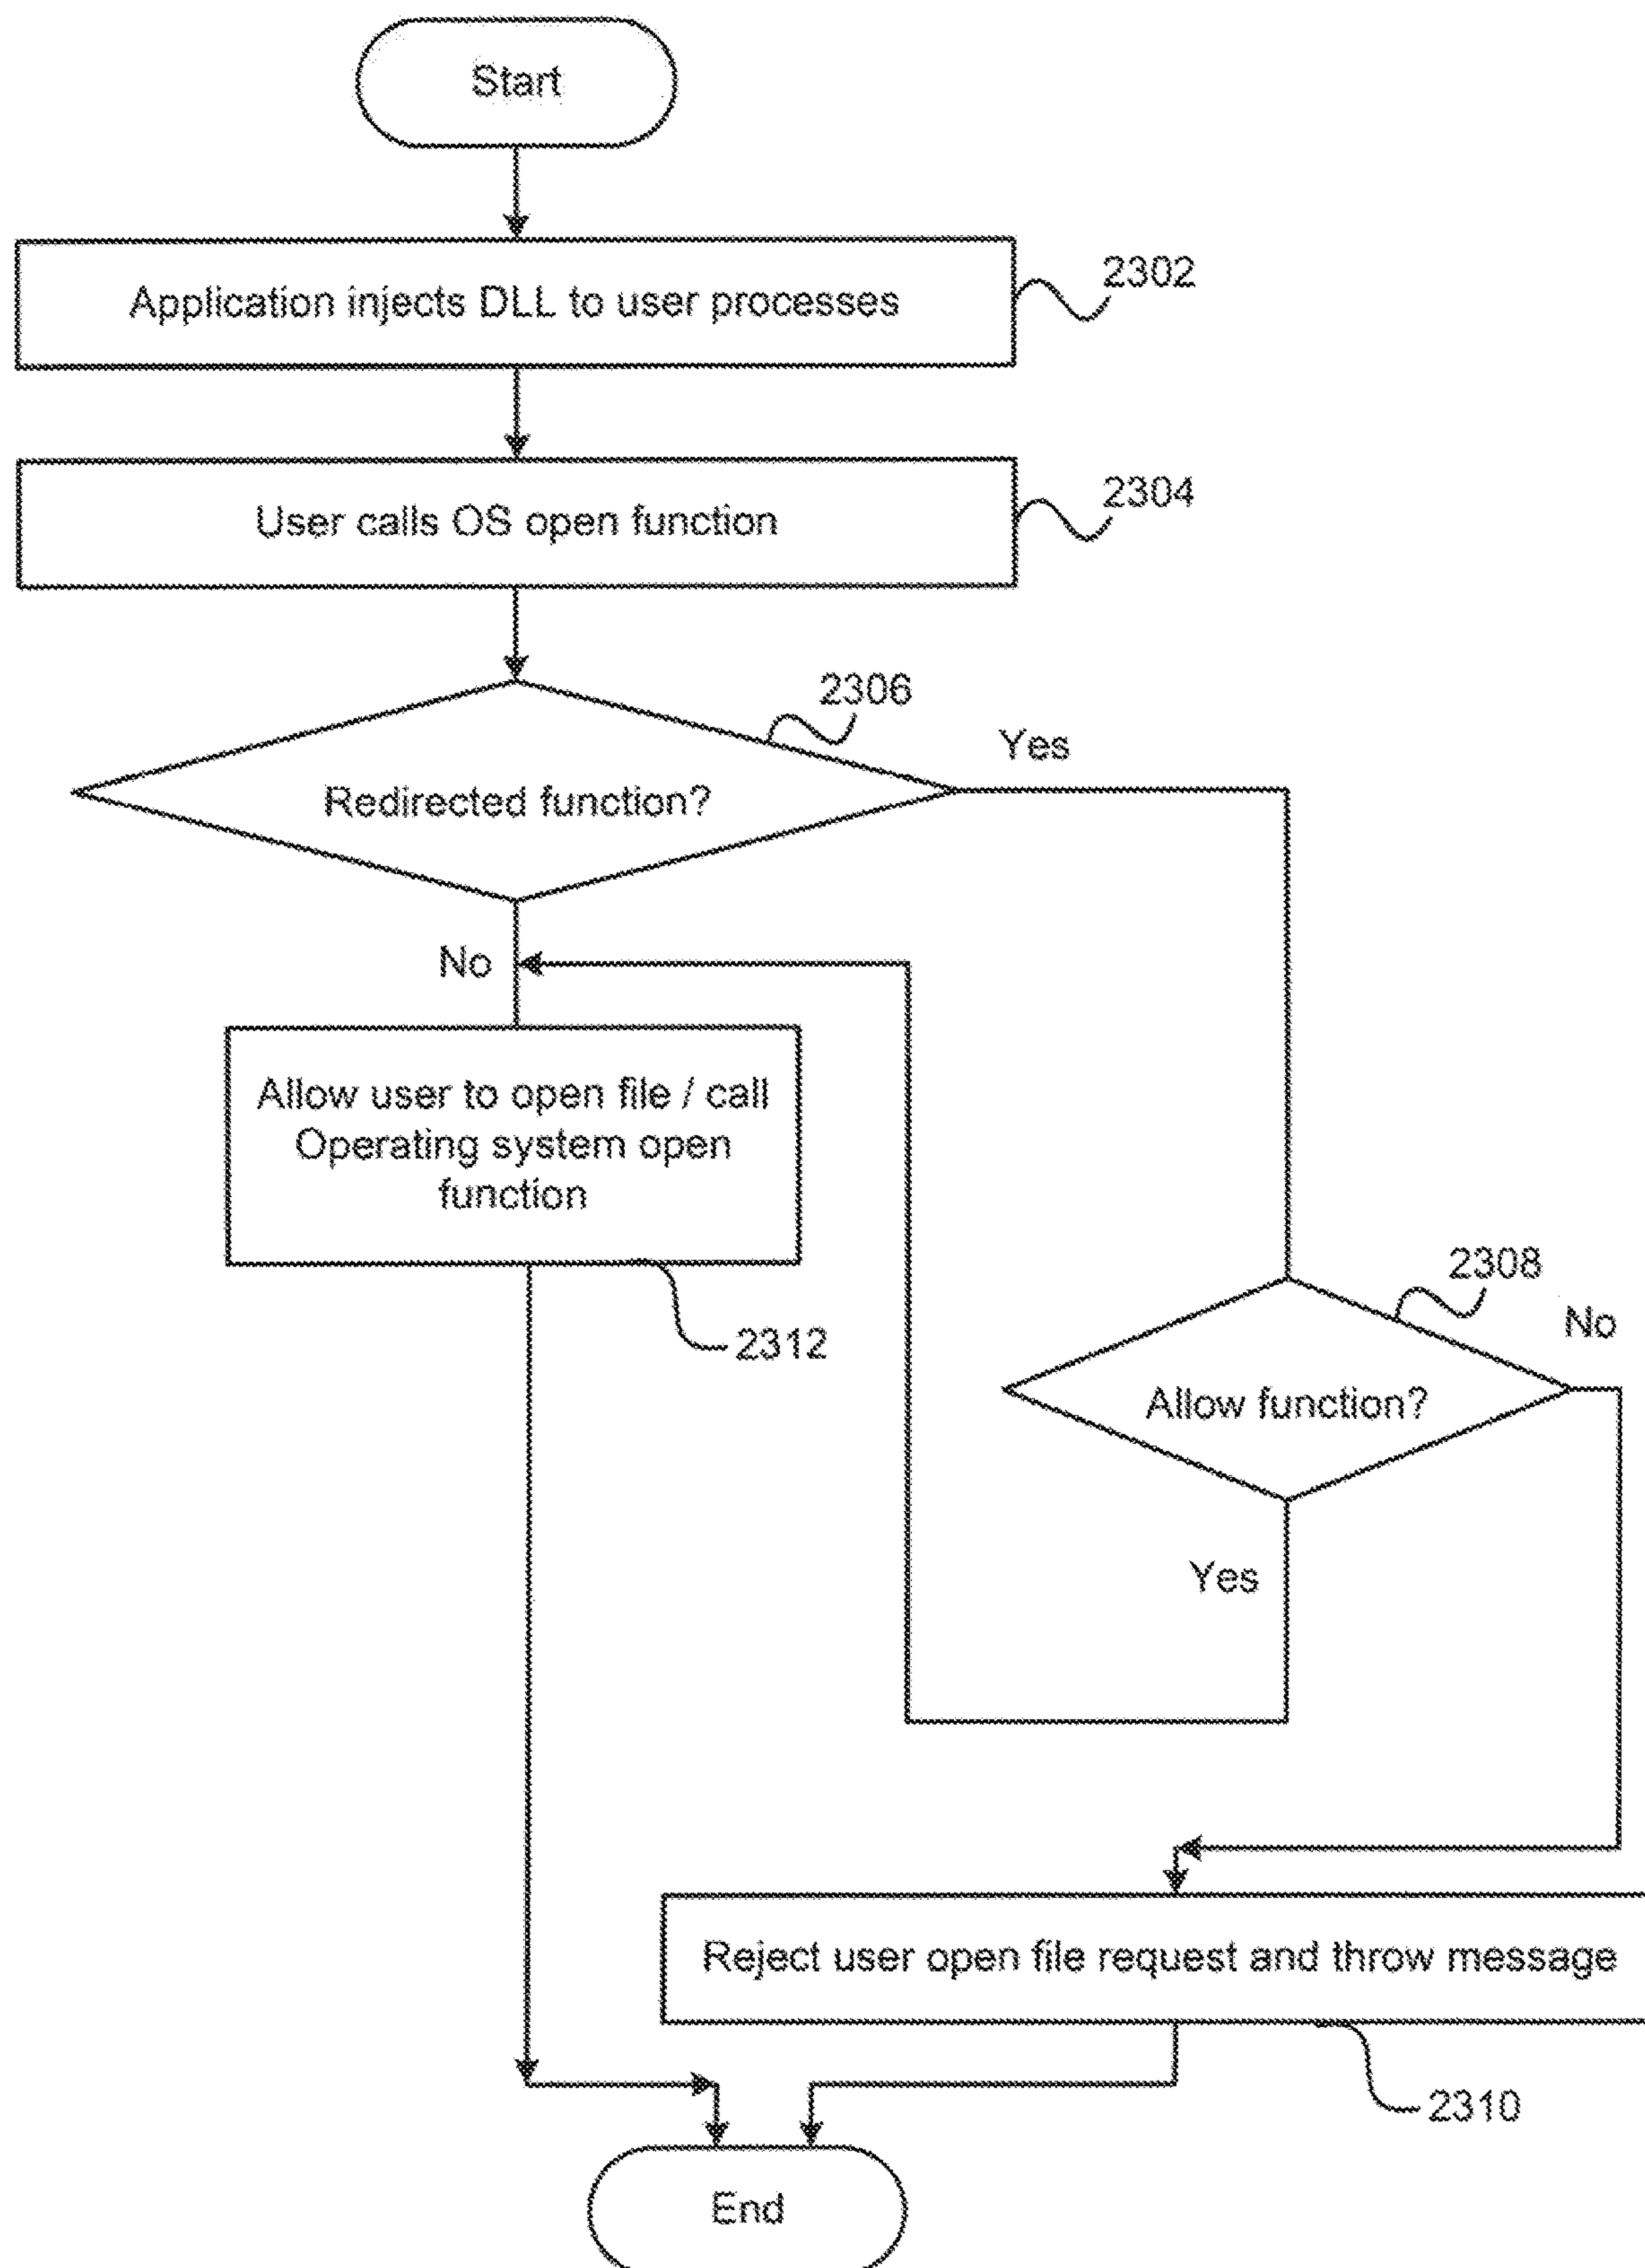 Start
Application injects DLL to user processes
2302
User calls OS open function
2304
2306
Redirected function?
Yes
No
Allow user to open file / call
Operating system open
function
2312
2308
No
Allow function?
Yes
Reject user open file request and throw message
2310
End